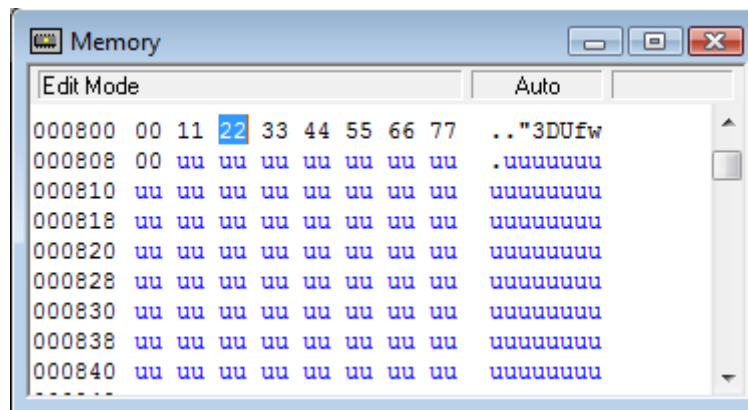 Memory
Edit Mode Auto
000800 00 11 22 33 44 55 66 77 .."3DUfw
000808 00 uu uu uu uu uu uu uu .uuuuuuu
000810 uu uu uu uu uu uu uu uu uuuuuuuu
000818 uu uu uu uu uu uu uu uu uuuuuuuu
000820 uu uu uu uu uu uu uu uu uuuuuuuu
000828 uu uu uu uu uu uu uu uu uuuuuuuu
000830 uu uu uu uu uu uu uu uu uuuuuuuu
000838 uu uu uu uu uu uu uu uu uuuuuuuu
000840 uu uu uu uu uu uu uu uu uuuuuuuu